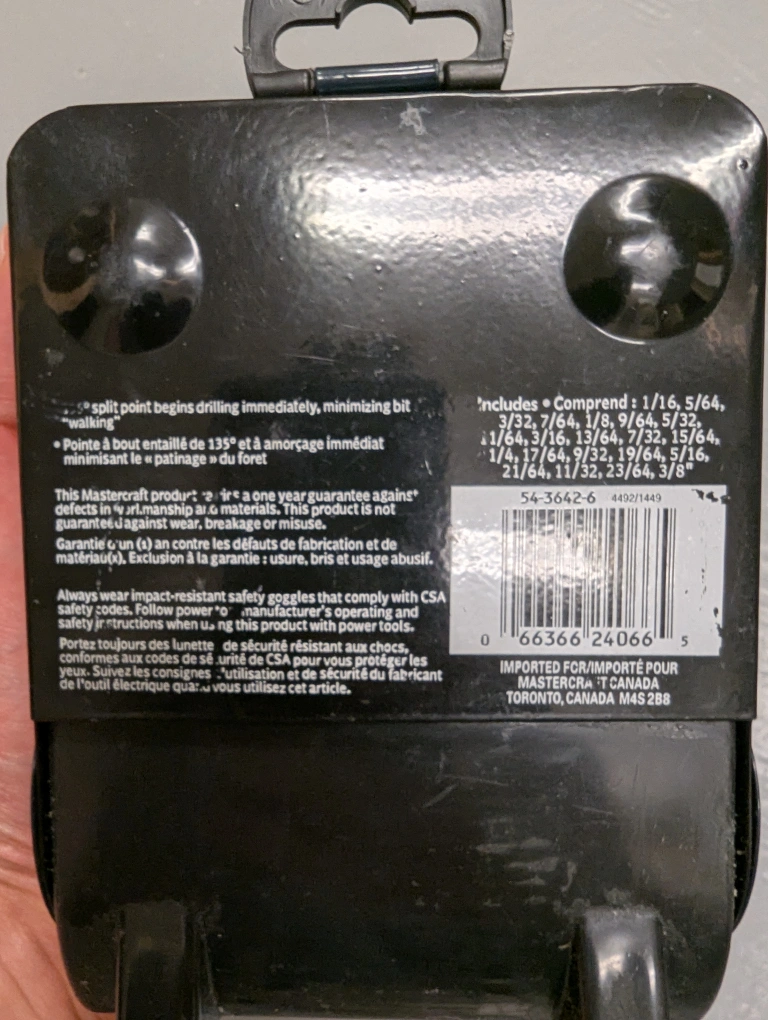 split point begins drilling immediately, minimizing bit
"walking"
• Pointe à bout entaillé de 135° et à amorçage immédiat
minimisant le « patinage » du foret
This Mastercraft product a one year guarantee against
defects in and materials. This product is not
guaranteed against wear, breakage or misuse.
Garantie d'un (1) an contre les défauts de fabrication et de
matériau(x). Exclusion à la garantie : usure, bris et usage abusif.
Always wear impact-resistant safety goggles that comply with CSA
safety codes. Follow power manufacturer's operating and
safety instructions when using this product with power tools.
Portez toujours des lunette de sécurité résistant aux chocs,
conformes aux codes de sécurité de CSA pour vous protéger les
yeux. Suivez les consignes d'utilisation et de sécurité du fabricant
de l'outil électrique quand vous utilisez cet article.
Includes • Comprend : 1/16, 5/64,
3/32, 7/64, 1/8, 9/64, 5/32,
11/64, 3/16, 13/64, 7/32, 15/64,
1/4, 17/64, 9/32, 19/64, 5/16,
21/64, 11/32, 23/64, 3/8"
54-3642-6 4492/1449
0 66366 24066 5
IMPORTED FOR/IMPORTÉ POUR
MASTERCRAFT CANADA
TORONTO, CANADA M4S 2B8